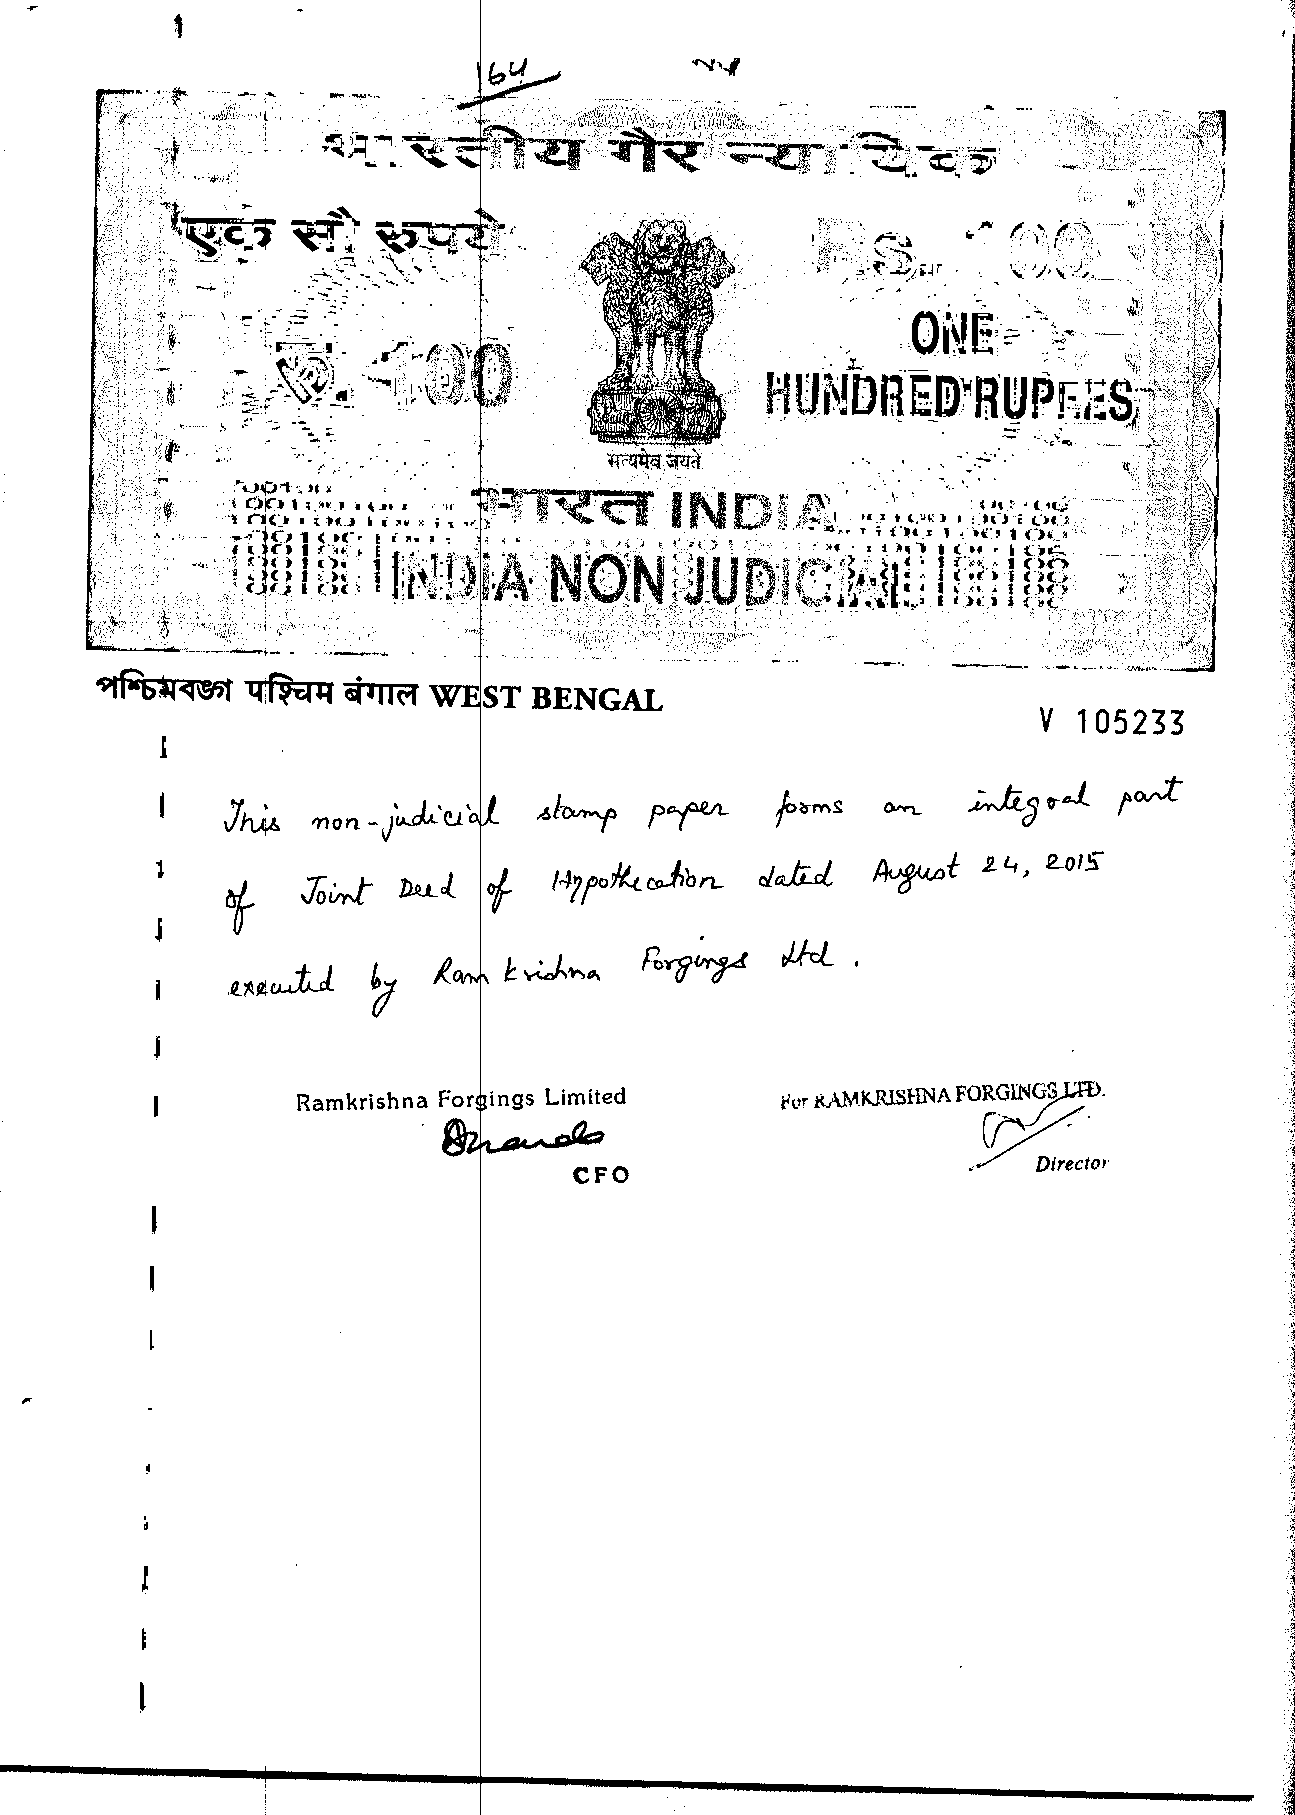 64
भारतीय गैर न्यायिक
एक सौ रुपये
Rs. 100
रु. 100
ONE
HUNDRED RUPEES
सत्यमेव जयते
भारत INDIA
INDIA NON JUDICIAL
পশ্চিমবঙ্গ पश्चिम बंगाल WEST BENGAL
V 105233
This non-judicial stamp paper forms an integral part
of Joint Deed of Hypothecation dated August 24, 2015
executed by Ramkrishna Forgings Ltd.
Ramkrishna Forgings Limited
For RAMKRISHNA FORGINGS LTD.
CFO
Director